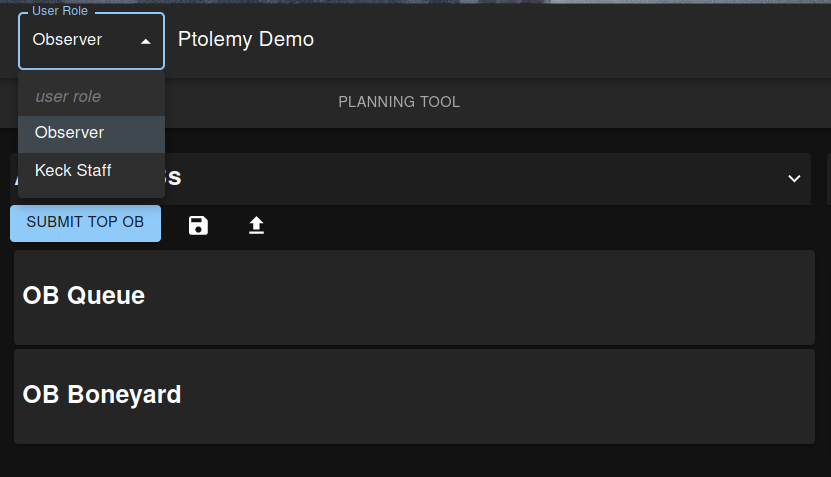 User Role
Observer
Ptolemy Demo
user role
Observer
Keck Staff
PLANNING TOOL
SUBMIT TOP OB
OB Queue
OB Boneyard